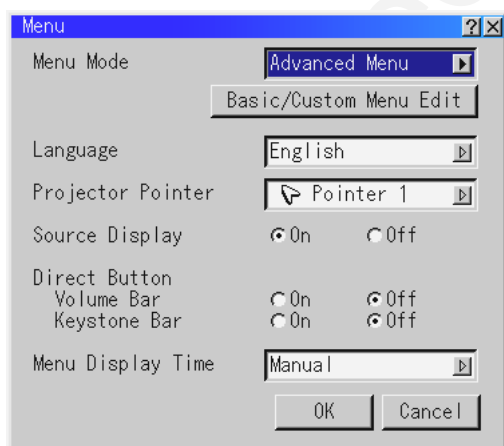 Menu
Menu Mode Advanced Menu
Basic/Custom Menu Edit
Language English
Projector Pointer Pointer 1
Source Display On Off
Direct Button
Volume Bar On Off
Keystone Bar On Off
Menu Display Time Manual
OK Cancel